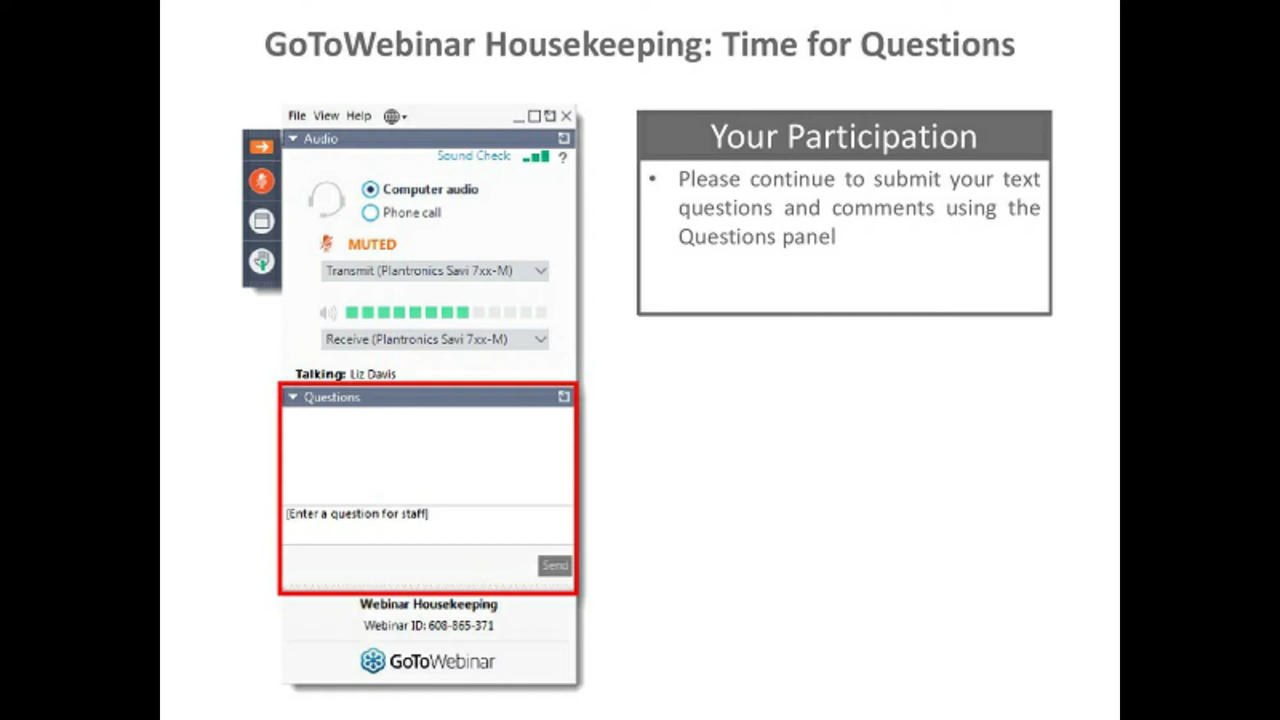 GoToWebinar Housekeeping: Time for Questions
File View Help
Audio
Sound Check ?
Computer audio
Phone call
MUTED
Transmit (Plantronics Savi 7xx-M)
Receive (Plantronics Savi 7xx-M)
Talking: Liz Davis
Questions
[Enter a question for staff]
Send
Webinar Housekeeping
Webinar ID: 608-865-371
GoToWebinar
Your Participation
• Please continue to submit your text
questions and comments using the
Questions panel